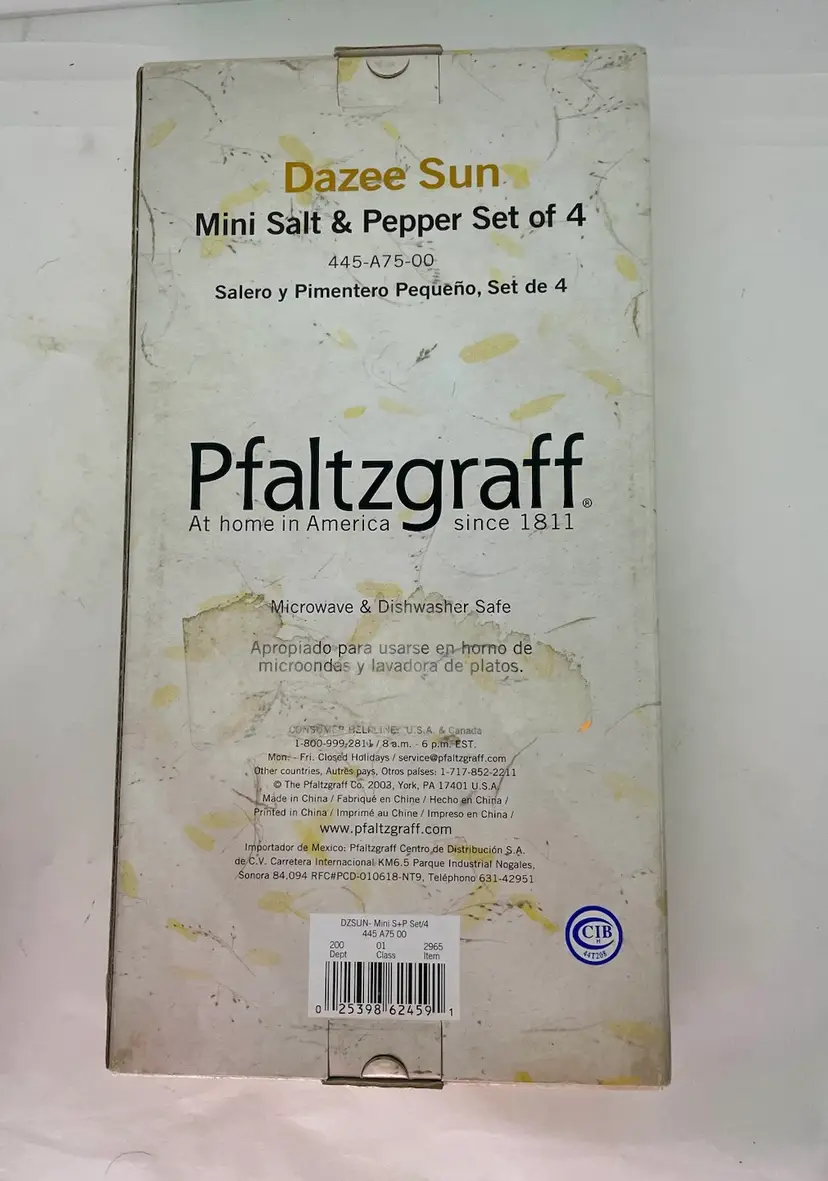 Dazee Sun
Mini Salt & Pepper Set of 4
445-A75-00
Salero y Pimentero Pequeño, Set de 4
Pfaltzgraff®
At home in America since 1811
Microwave & Dishwasher Safe
Apropiado para usarse en horno de
microondas y lavadora de platos.
CONSUMER HELPLINE: U.S.A. & Canada
1-800-999-2811 / 8 a.m. - 6 p.m. EST.
Mon. - Fri. Closed Holidays / service@pfaltzgraff.com
Other countries, Autres pays, Otros países: 1-717-852-2211
© The Pfaltzgraff Co. 2003, York, PA 17401 U.S.A.
Made in China / Fabriqué en Chine / Hecho en China /
Printed in China / Imprimé au Chine / Impreso en China /
www.pfaltzgraff.com
Importador de Mexico: Pfaltzgraff Centro de Distribución S.A.
de C.V. Carretera Internacional KM6.5 Parque Industrial Nogales,
Sonora 84,094 RFC#PCD-010618-NT9, Teléphono 631-42951
DZSUN- Mini S+P Set/4
445 A75 00
200 01 2965
Dept Class Item
0 25398 62459 1
CIB
M
44T209